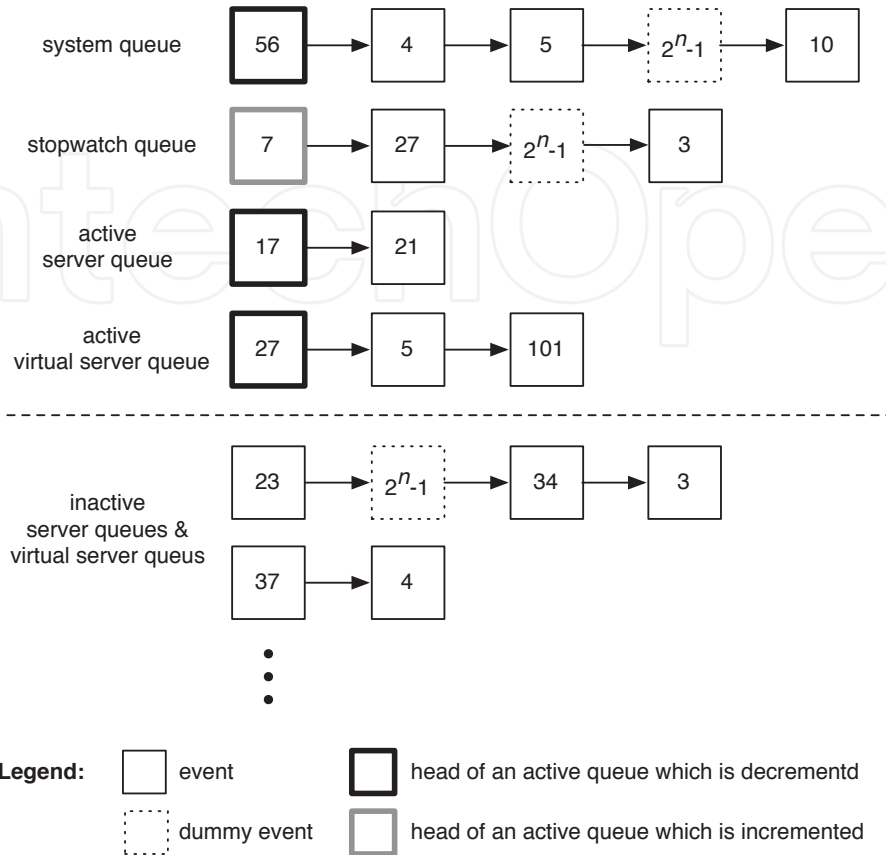 system queue 56 4 5 2ⁿ-1 10
stopwatch queue 7 27 2ⁿ-1 3
active
server queue
17 21
active
virtual server queue
27 5 101
23 2ⁿ-1 34 3
inactive
server queues &
virtual server queus
37 4
Legend: event head of an active queue which is decrementd
dummy event head of an active queue which is incremented